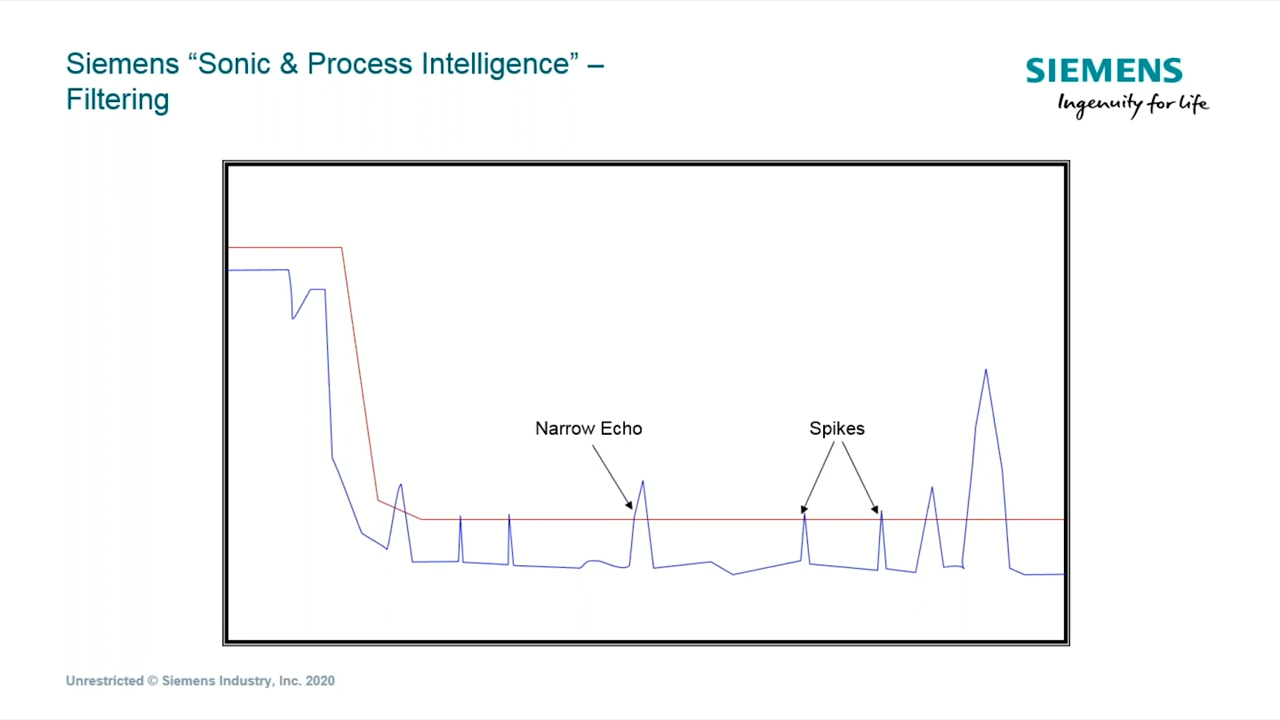 Siemens “Sonic & Process Intelligence” –
Filtering
SIEMENS
Ingenuity for life
Narrow Echo
Spikes
Unrestricted © Siemens Industry, Inc. 2020